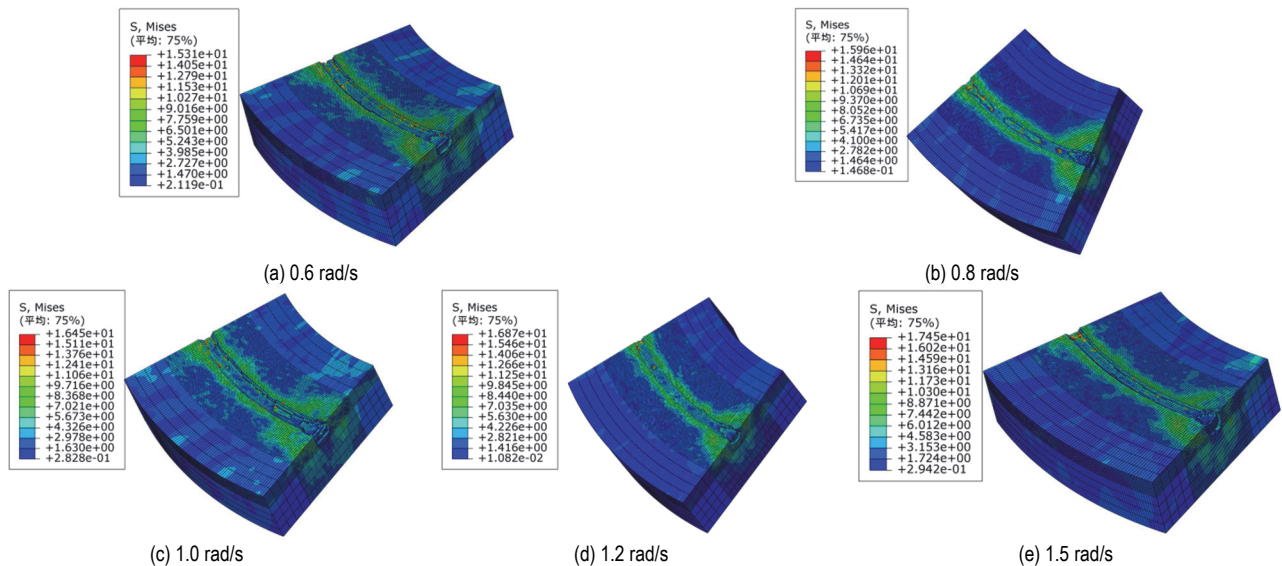 S, Mises
(平均: 75%)
+1.531e+01
+1.405e+01
+1.279e+01
+1.153e+01
+1.027e+01
+9.016e+00
+7.759e+00
+6.501e+00
+5.243e+00
+3.985e+00
+2.727e+00
+1.470e+00
+2.119e-01
(a) 0.6 rad/s
S, Mises
(平均: 75%)
+1.596e+01
+1.464e+01
+1.332e+01
+1.201e+01
+1.069e+01
+9.370e+00
+8.052e+00
+6.735e+00
+5.417e+00
+4.100e+00
+2.782e+00
+1.464e+00
+1.468e-01
(b) 0.8 rad/s
S, Mises
(平均: 75%)
+1.645e+01
+1.511e+01
+1.376e+01
+1.241e+01
+1.106e+01
+9.716e+00
+8.368e+00
+7.021e+00
+5.673e+00
+4.326e+00
+2.978e+00
+1.630e+00
+2.828e-01
(c) 1.0 rad/s
S, Mises
(平均: 75%)
+1.687e+01
+1.546e+01
+1.406e+01
+1.266e+01
+1.125e+01
+9.845e+00
+8.440e+00
+7.035e+00
+5.630e+00
+4.226e+00
+2.821e+00
+1.416e+00
+1.082e-02
(d) 1.2 rad/s
S, Mises
(平均: 75%)
+1.745e+01
+1.602e+01
+1.459e+01
+1.316e+01
+1.173e+01
+1.030e+01
+8.871e+00
+7.442e+00
+6.012e+00
+4.583e+00
+3.153e+00
+1.724e+00
+2.942e-01
(e) 1.5 rad/s